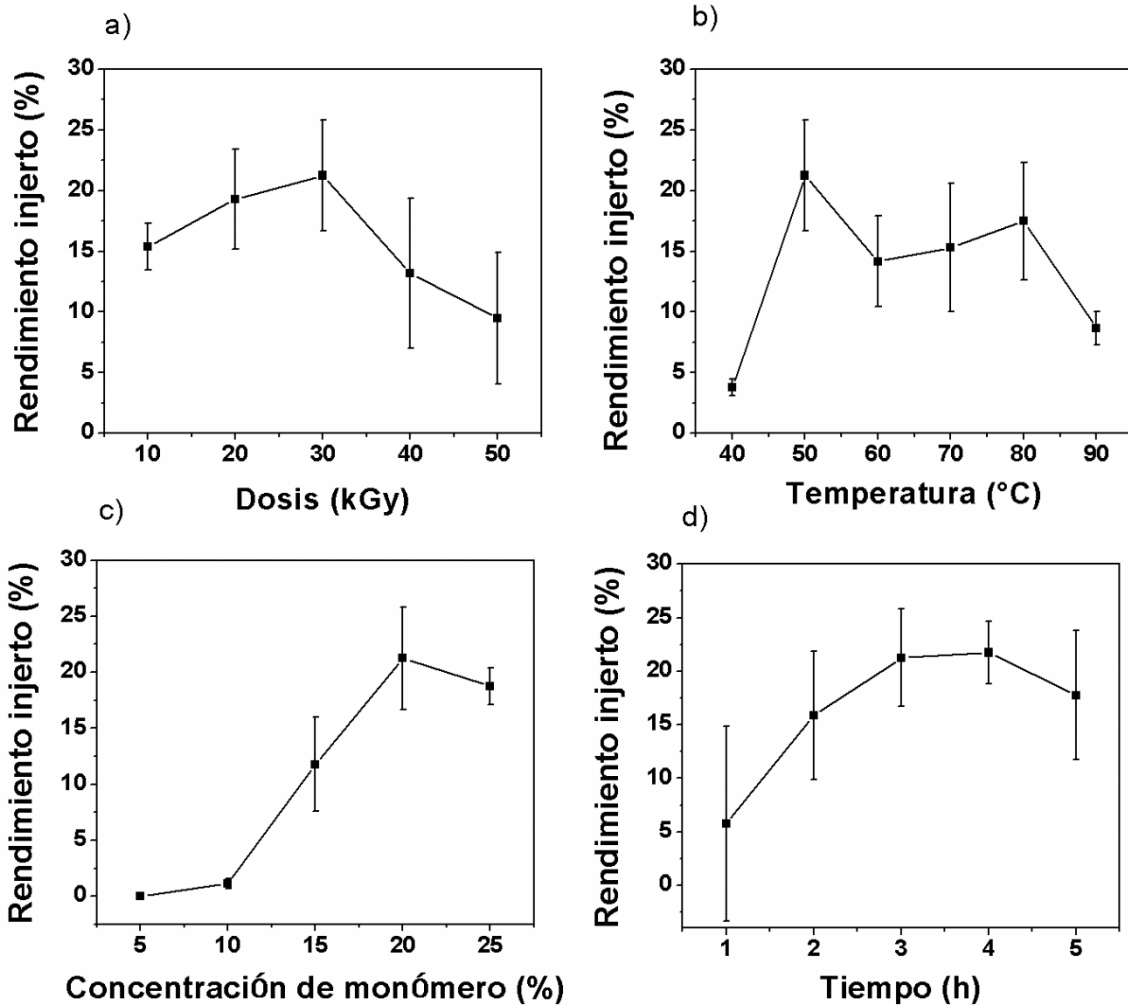 a)
Rendimiento injerto (%)
30
25
20
15
10
5
0
10 20 30 40 50
Dosis (kGy)
b)
Rendimiento injerto (%)
30
25
20
15
10
5
0
40 50 60 70 80 90
Temperatura (°C)
c)
Rendimiento injerto (%)
30
25
20
15
10
5
0
5 10 15 20 25
Concentración de monómero (%)
d)
Rendimiento injerto (%)
30
25
20
15
10
5
0
1 2 3 4 5
Tiempo (h)